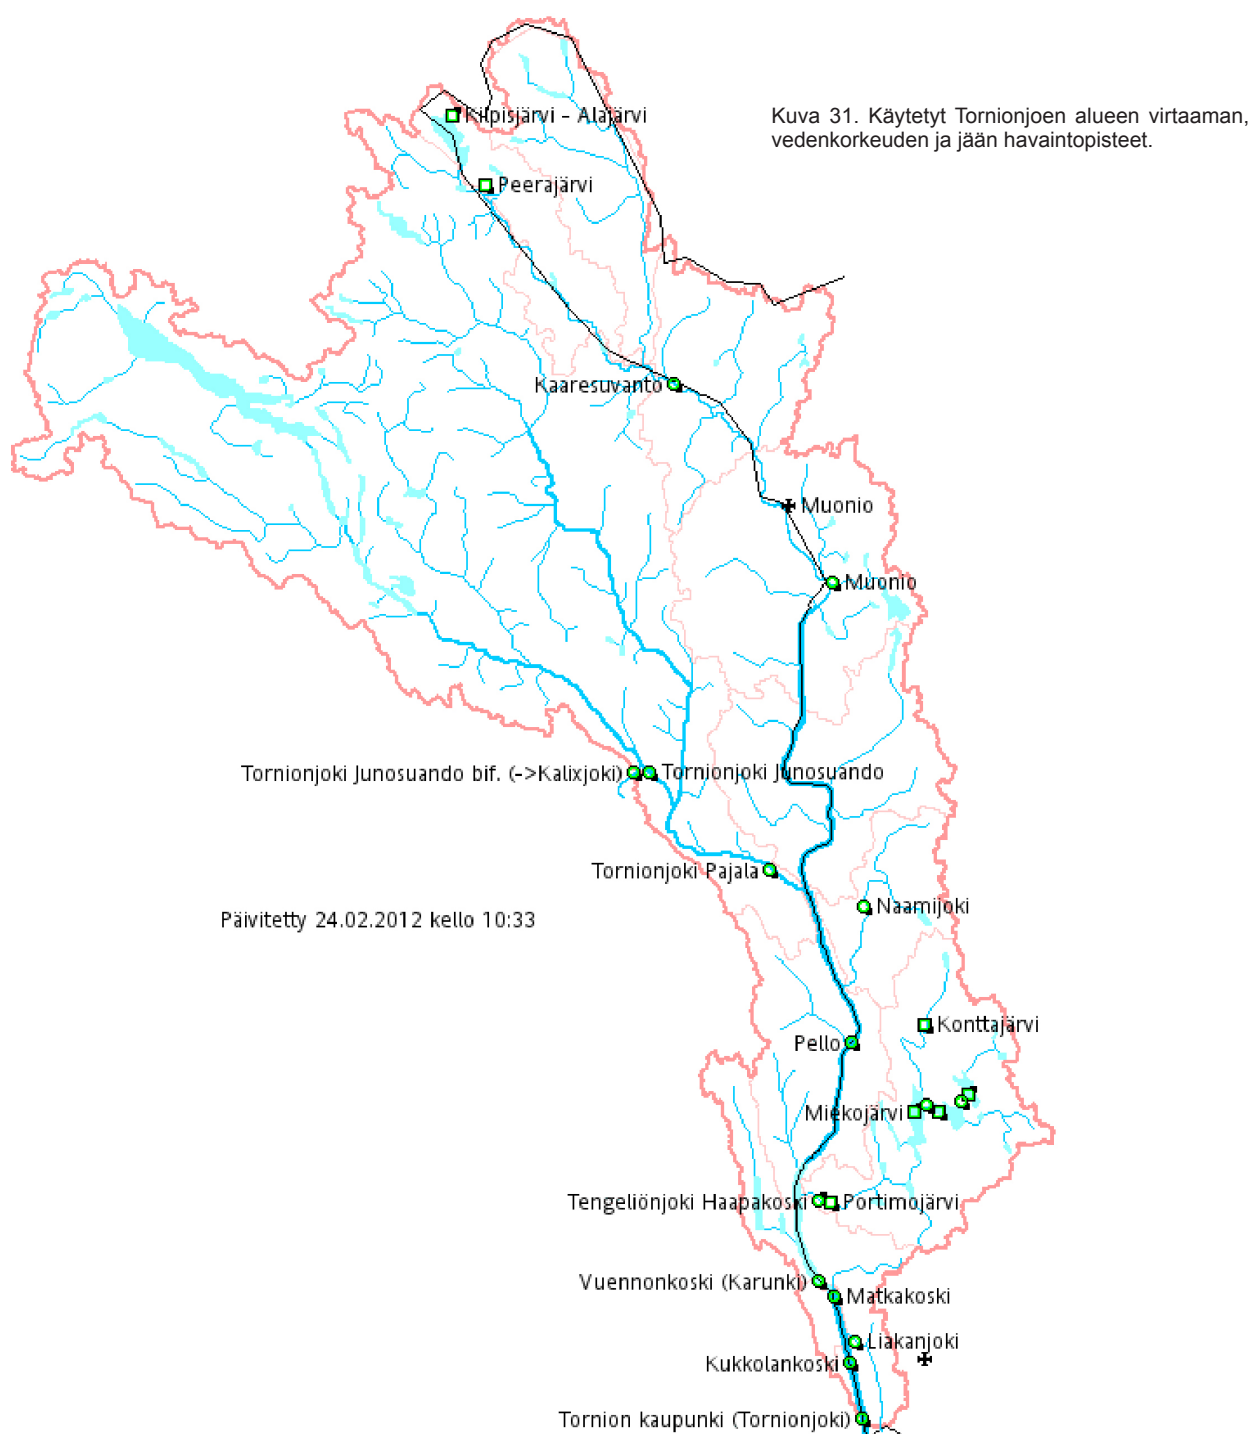 Kuva 31. Käytetyt Tornionjoen alueen virtaaman,
vedenkorkeuden ja jään havaintopisteet.
Kilpisjärvi - Alajärvi
Peerajärvi
Kaaresuvanto
Muonio
Muonio
Tornionjoki Junosuando bif. (->Kalixjoki)
Tornionjoki Junosuando
Tornionjoki Pajala
Naamijoki
Päivitetty 24.02.2012 kello 10:33
Konttajärvi
Pello
Miekojärvi
Tengeliönjoki Haapakoski
Portimojärvi
Vuennonkoski (Karunki)
Matkakoski
Liakanjoki
Kukkolankoski
Tornion kaupunki (Tornionjoki)